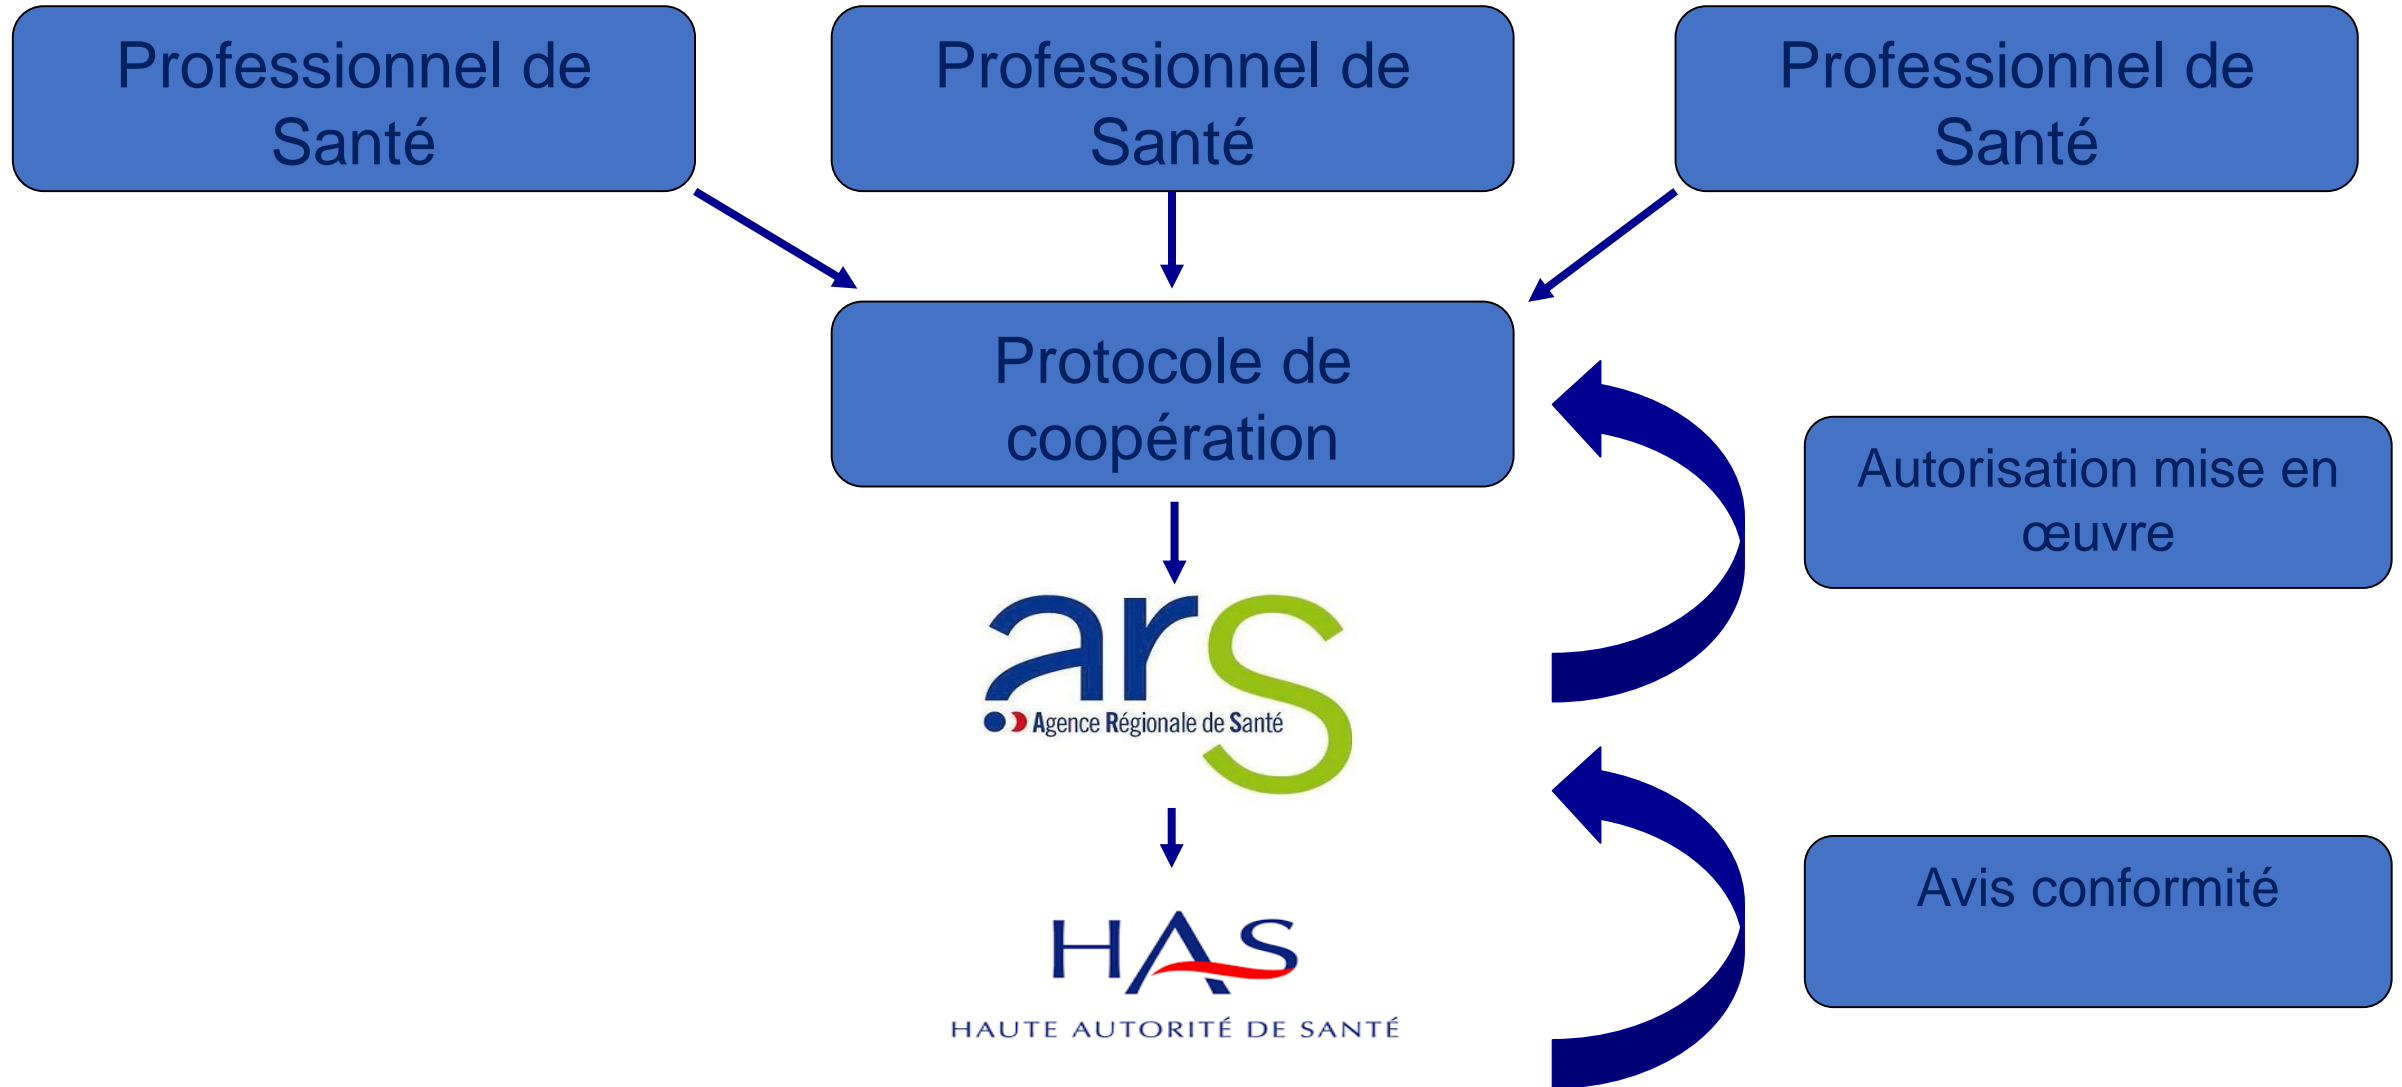 Professionnel de
Santé
Professionnel de
Santé
Professionnel de
Santé
Protocole de
coopération
Autorisation mise en
œuvre
ars
Agence Régionale de Santé
Avis conformité
HAS
HAUTE AUTORITÉ DE SANTÉ